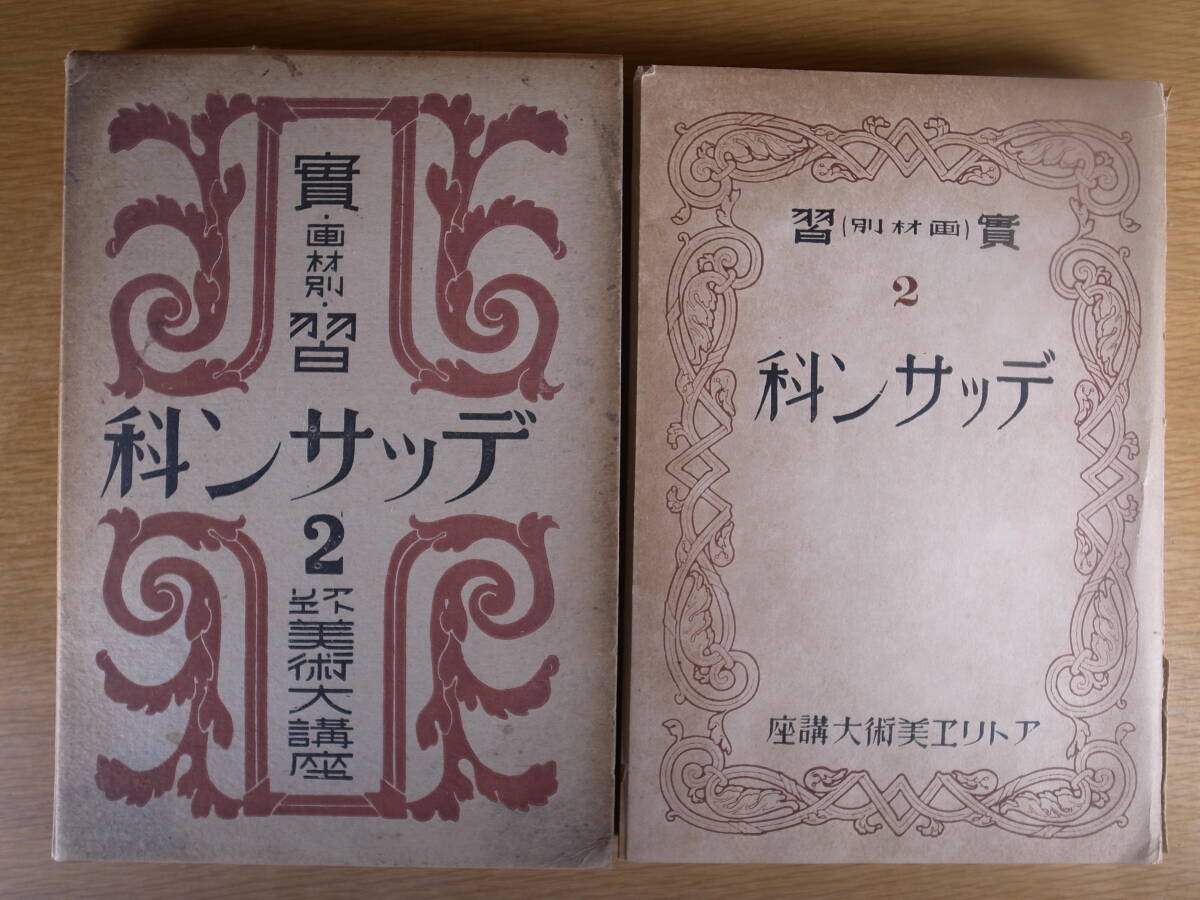 實・画材別・習
デッサン科
2
アトリヱ美術大講座
實(画材別)習
2
デッサン科
アトリヱ美術大講座